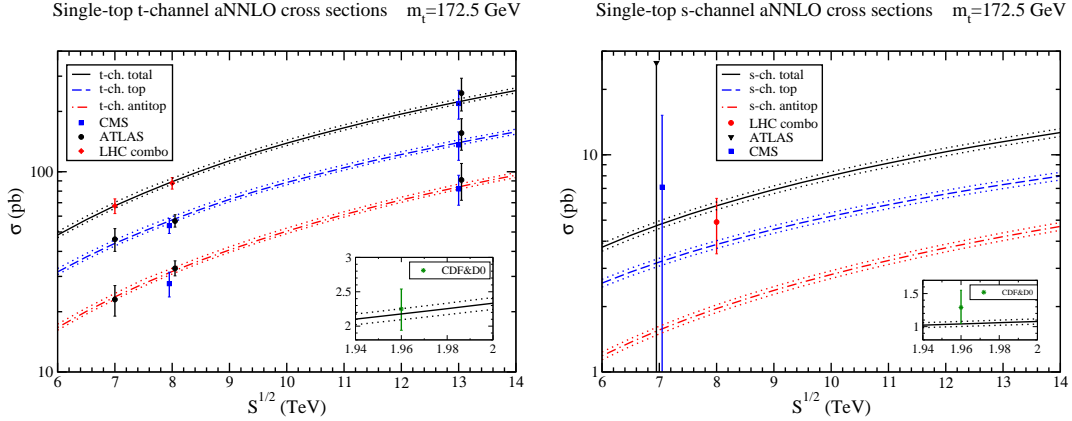 Single-top t-channel aNNLO cross sections m_t=172.5 GeV
t-ch. total
t-ch. top
t-ch. antitop
CMS
ATLAS
LHC combo
100
10
σ (pb)
3
2.5
2
CDF&D0
1.94 1.96 1.98 2
6 7 8 9 10 11 12 13 14
S^{1/2} (TeV)
Single-top s-channel aNNLO cross sections m_t=172.5 GeV
s-ch. total
s-ch. top
s-ch. antitop
LHC combo
ATLAS
CMS
10
1
σ (pb)
1.5
1
CDF&D0
1.94 1.96 1.98 2
6 7 8 9 10 11 12 13 14
S^{1/2} (TeV)